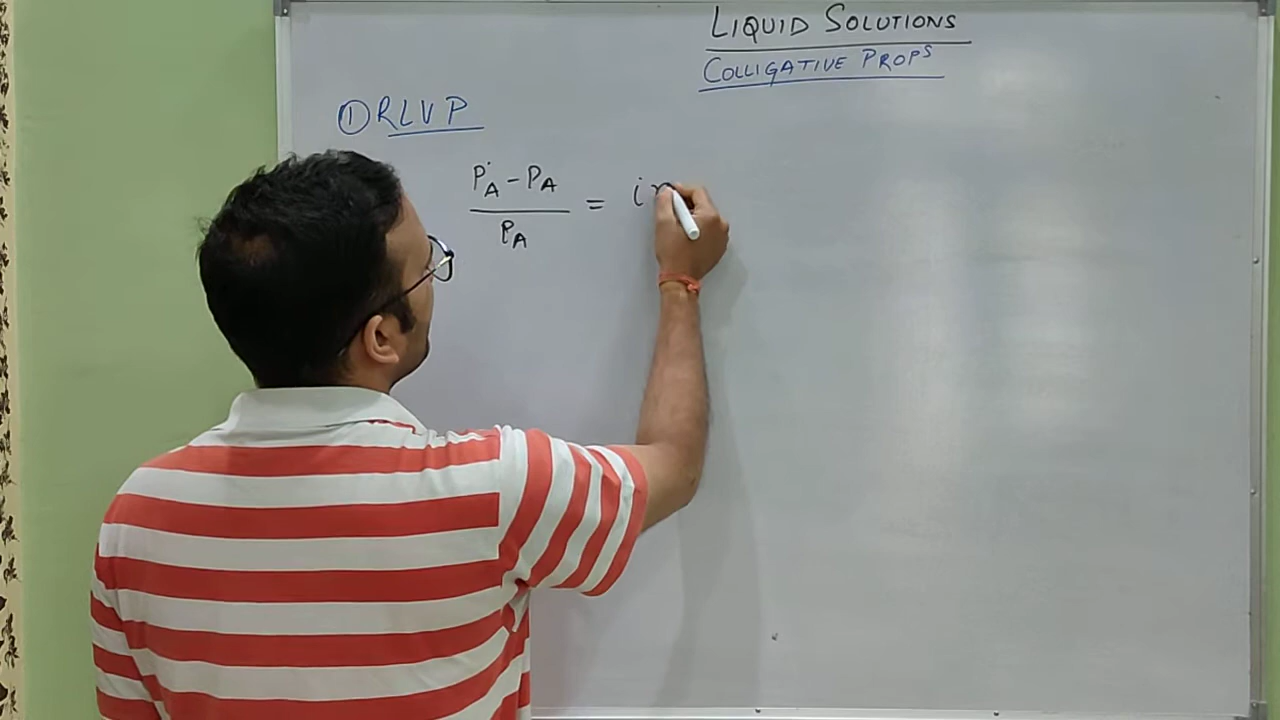 LIQUID SOLUTIONS
COLLIGATIVE PROPS
① RLVP
P°A - PA
= i n
PA